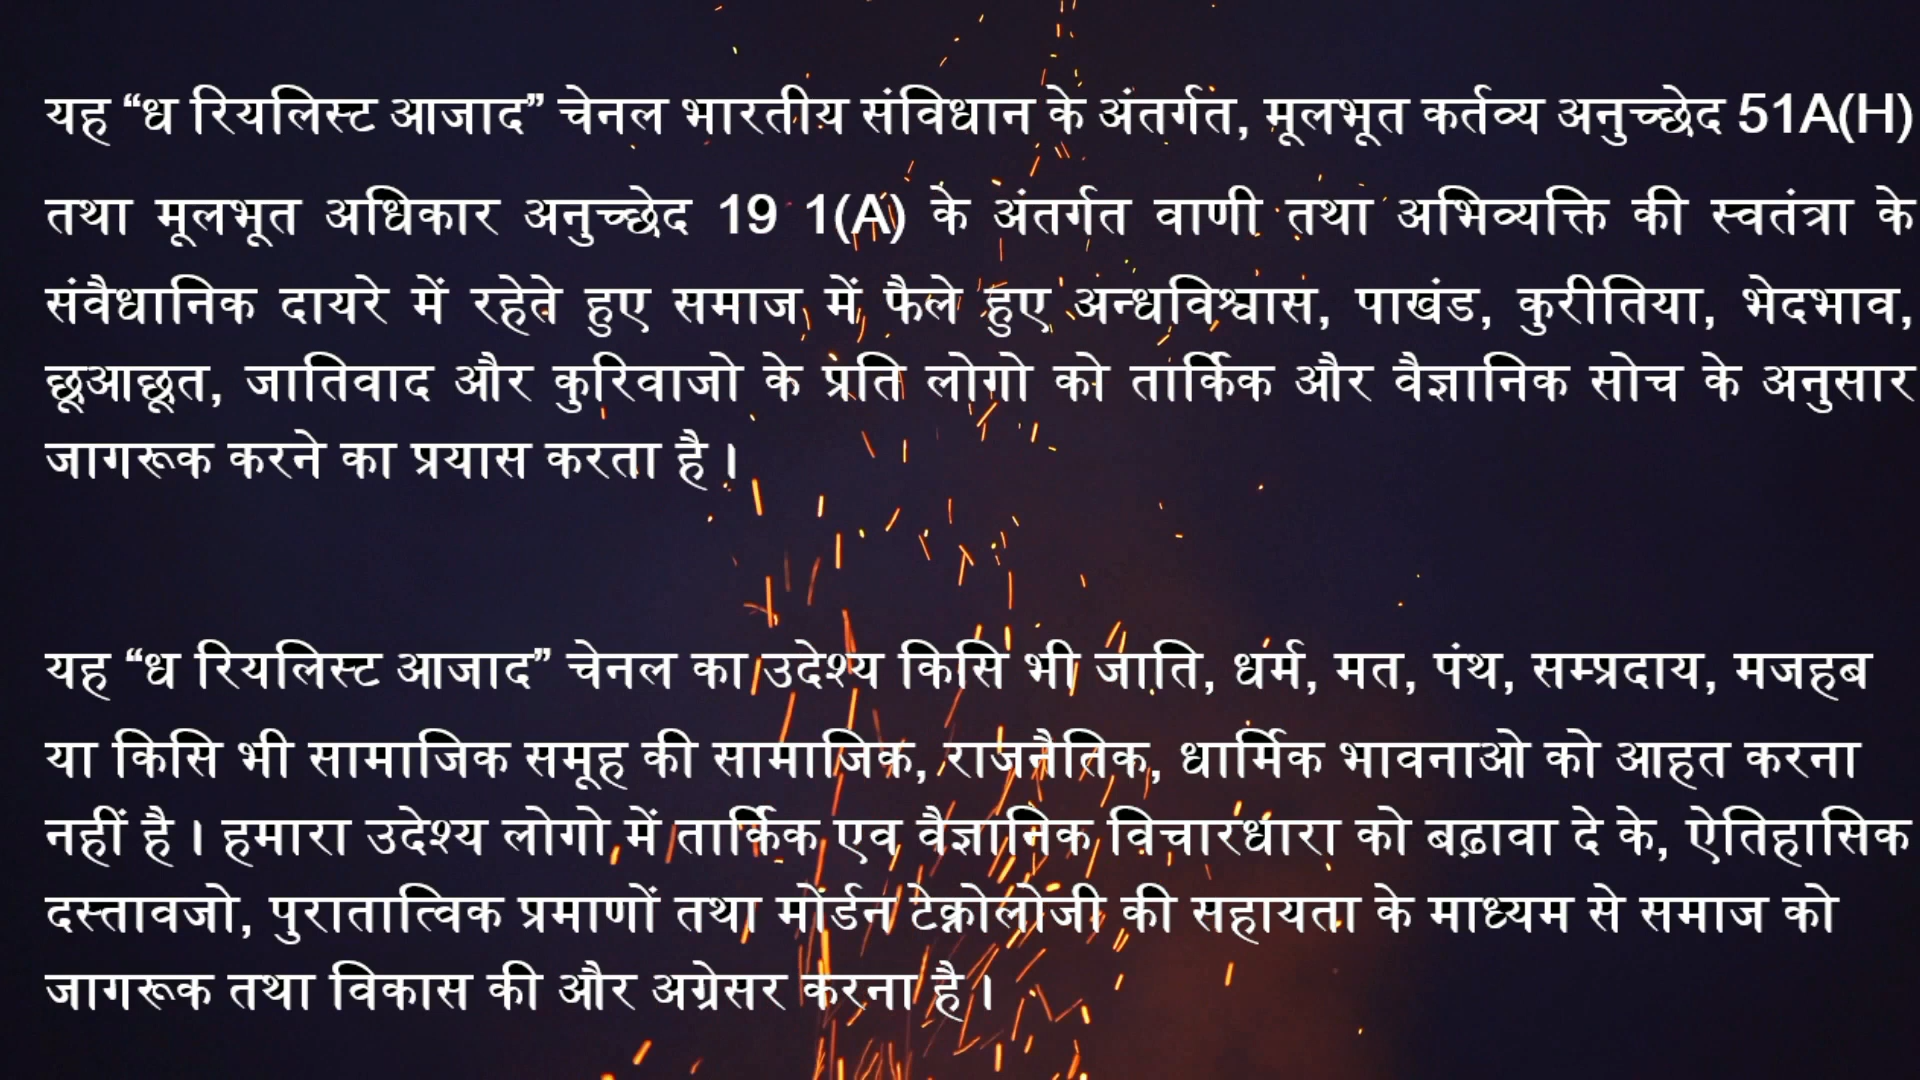 यह “ध रियलिस्ट आजाद” चेनल भारतीय संविधान के अंतर्गत, मूलभूत कर्तव्य अनुच्छेद 51A(H)
तथा मूलभूत अधिकार अनुच्छेद 19 1(A) के अंतर्गत वाणी तथा अभिव्यक्ति की स्वतंत्रा के
संवैधानिक दायरे में रहेते हुए समाज में फैले हुए अन्धविश्वास, पाखंड, कुरीतिया, भेदभाव,
छूआछूत, जातिवाद और कुरिवाजो के प्रति लोगो को तार्किक और वैज्ञानिक सोच के अनुसार
जागरूक करने का प्रयास करता है ।
यह “ध रियलिस्ट आजाद” चेनल का उदेश्य किसि भी जाति, धर्म, मत, पंथ, सम्प्रदाय, मजहब
या किसि भी सामाजिक समूह की सामाजिक, राजनैतिक, धार्मिक भावनाओ को आहत करना
नहीं है । हमारा उदेश्य लोगो में तार्किक एव वैज्ञानिक विचारधारा को बढ़ावा दे के, ऐतिहासिक
दस्तावजो, पुरातात्विक प्रमाणों तथा मोर्डन टेक्नोलोजी की सहायता के माध्यम से समाज को
जागरूक तथा विकास की और अग्रेसर करना है ।